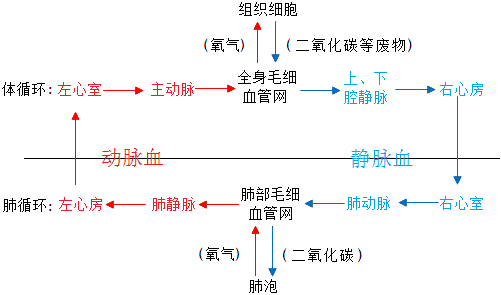 组织细胞
(氧气) (二氧化碳等废物)
体循环: 左心室 主动脉 全身毛细血管网 上、下腔静脉 右心房
动脉血 静脉血
肺循环: 左心房 肺静脉 肺部毛细血管网 肺动脉 右心室
(氧气) (二氧化碳)
肺泡